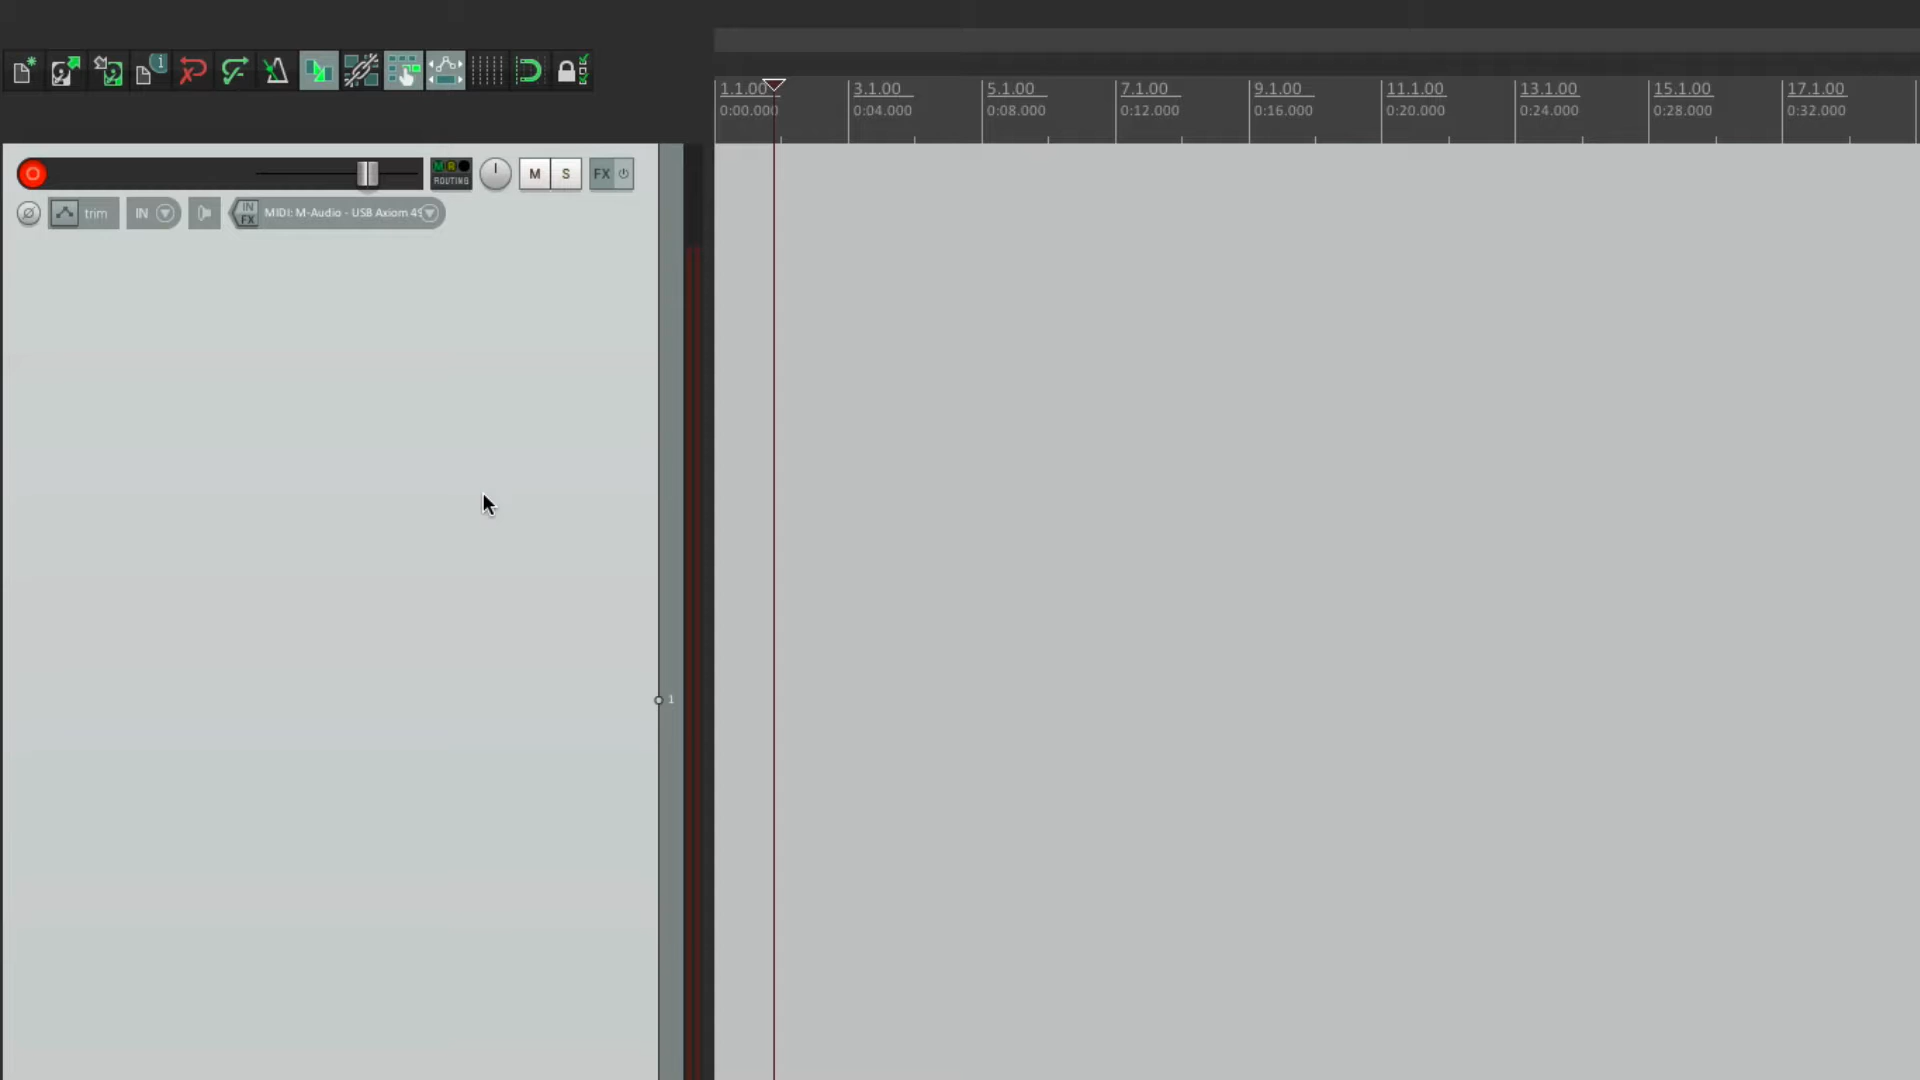 1.1.00 3.1.00 5.1.00 7.1.00 9.1.00 11.1.00 13.1.00 15.1.00 17.1.00
0:00.000 0:04.000 0:08.000 0:12.000 0:16.000 0:20.000 0:24.000 0:28.000 0:32.000
M R ROUTING M S FX
trim IN IN FX MIDI: M-Audio - USB Axiom 49
1